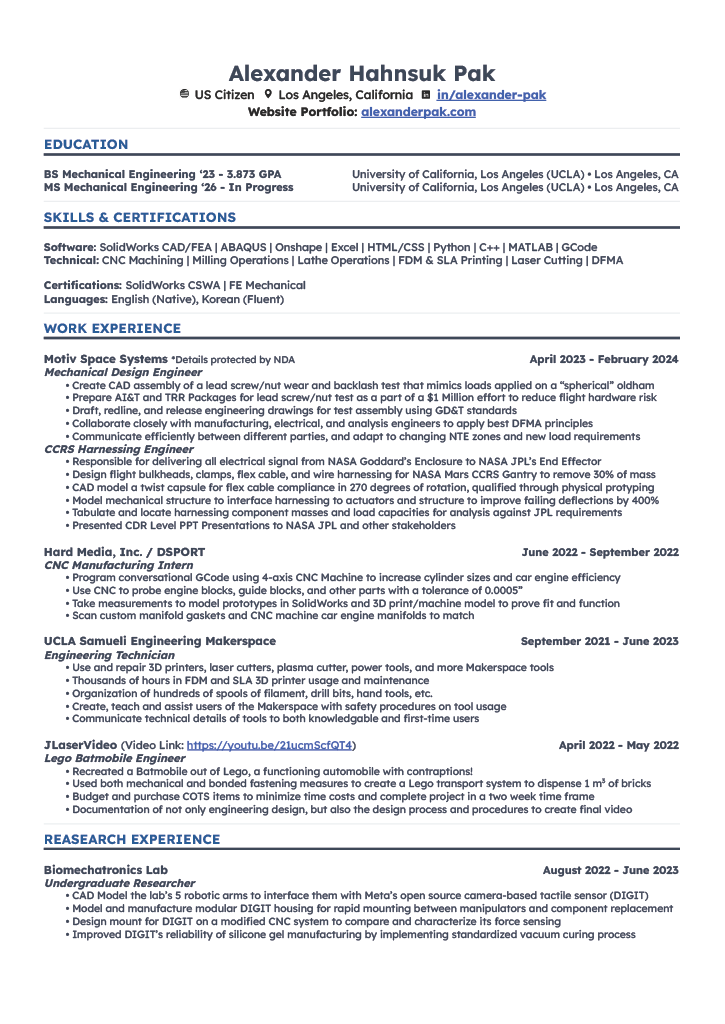 Alexander Hahnsuk Pak
US Citizen Los Angeles, California in/alexander-pak
Website Portfolio: alexanderpak.com
EDUCATION
BS Mechanical Engineering ‘23 - 3.873 GPA University of California, Los Angeles (UCLA) • Los Angeles, CA
MS Mechanical Engineering ‘26 - In Progress University of California, Los Angeles (UCLA) • Los Angeles, CA
SKILLS & CERTIFICATIONS
Software: SolidWorks CAD/FEA | ABAQUS | Onshape | Excel | HTML/CSS | Python | C++ | MATLAB | GCode
Technical: CNC Machining | Milling Operations | Lathe Operations | FDM & SLA Printing | Laser Cutting | DFMA
Certifications: SolidWorks CSWA | FE Mechanical
Languages: English (Native), Korean (Fluent)
WORK EXPERIENCE
Motiv Space Systems *Details protected by NDA April 2023 - February 2024
Mechanical Design Engineer
• Create CAD assembly of a lead screw/nut wear and backlash test that mimics loads applied on a “spherical” oldham
• Prepare AI&T and TRR Packages for lead screw/nut test as a part of a $1 Million effort to reduce flight hardware risk
• Draft, redline, and release engineering drawings for test assembly using GD&T standards
• Collaborate closely with manufacturing, electrical, and analysis engineers to apply best DFMA principles
• Communicate efficiently between different parties, and adapt to changing NTE zones and new load requirements
CCRS Harnessing Engineer
• Responsible for delivering all electrical signal from NASA Goddard’s Enclosure to NASA JPL’s End Effector
• Design flight bulkheads, clamps, flex cable, and wire harnessing for NASA Mars CCRS Gantry to remove 30% of mass
• CAD model a twist capsule for flex cable compliance in 270 degrees of rotation, qualified through physical protyping
• Model mechanical structure to interface harnessing to actuators and structure to improve failing deflections by 400%
• Tabulate and locate harnessing component masses and load capacities for analysis against JPL requirements
• Presented CDR Level PPT Presentations to NASA JPL and other stakeholders
Hard Media, Inc. / DSPORT June 2022 - September 2022
CNC Manufacturing Intern
• Program conversational GCode using 4-axis CNC Machine to increase cylinder sizes and car engine efficiency
• Use CNC to probe engine blocks, guide blocks, and other parts with a tolerance of 0.0005”
• Take measurements to model prototypes in SolidWorks and 3D print/machine model to prove fit and function
• Scan custom manifold gaskets and CNC machine car engine manifolds to match
UCLA Samueli Engineering Makerspace September 2021 - June 2023
Engineering Technician
• Use and repair 3D printers, laser cutters, plasma cutter, power tools, and more Makerspace tools
• Thousands of hours in FDM and SLA 3D printer usage and maintenance
• Organization of hundreds of spools of filament, drill bits, hand tools, etc.
• Create, teach and assist users of the Makerspace with safety procedures on tool usage
• Communicate technical details of tools to both knowledgable and first-time users
JLaserVideo (Video Link: https://youtu.be/21ucmScfQT4) April 2022 - May 2022
Lego Batmobile Engineer
• Recreated a Batmobile out of Lego, a functioning automobile with contraptions!
• Used both mechanical and bonded fastening measures to create a Lego transport system to dispense 1 m³ of bricks
• Budget and purchase COTS items to minimize time costs and complete project in a two week time frame
• Documentation of not only engineering design, but also the design process and procedures to create final video
REASEARCH EXPERIENCE
Biomechatronics Lab August 2022 - June 2023
Undergraduate Researcher
• CAD Model the lab’s 5 robotic arms to interface them with Meta’s open source camera-based tactile sensor (DIGIT)
• Model and manufacture modular DIGIT housing for rapid mounting between manipulators and component replacement
• Design mount for DIGIT on a modified CNC system to compare and characterize its force sensing
• Improved DIGIT’s reliability of silicone gel manufacturing by implementing standardized vacuum curing process